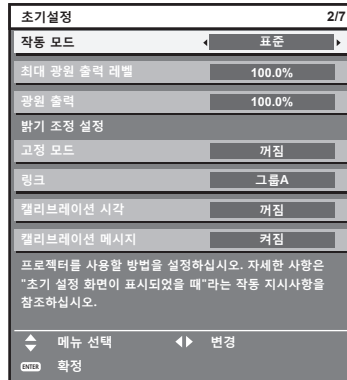 초기설정 2/7
작동 모드 표준
최대 광원 출력 레벨 100.0%
광원 출력 100.0%
밝기 조정 설정
고정 모드 꺼짐
링크 그룹A
캘리브레이션 시각 꺼짐
캘리브레이션 메시지 켜짐
프로젝터를 사용할 방법을 설정하십시오. 자세한 사항은
"초기 설정 화면이 표시되었을 때"라는 작동 지시사항을
참조하십시오.
메뉴 선택 변경
ENTER 확정